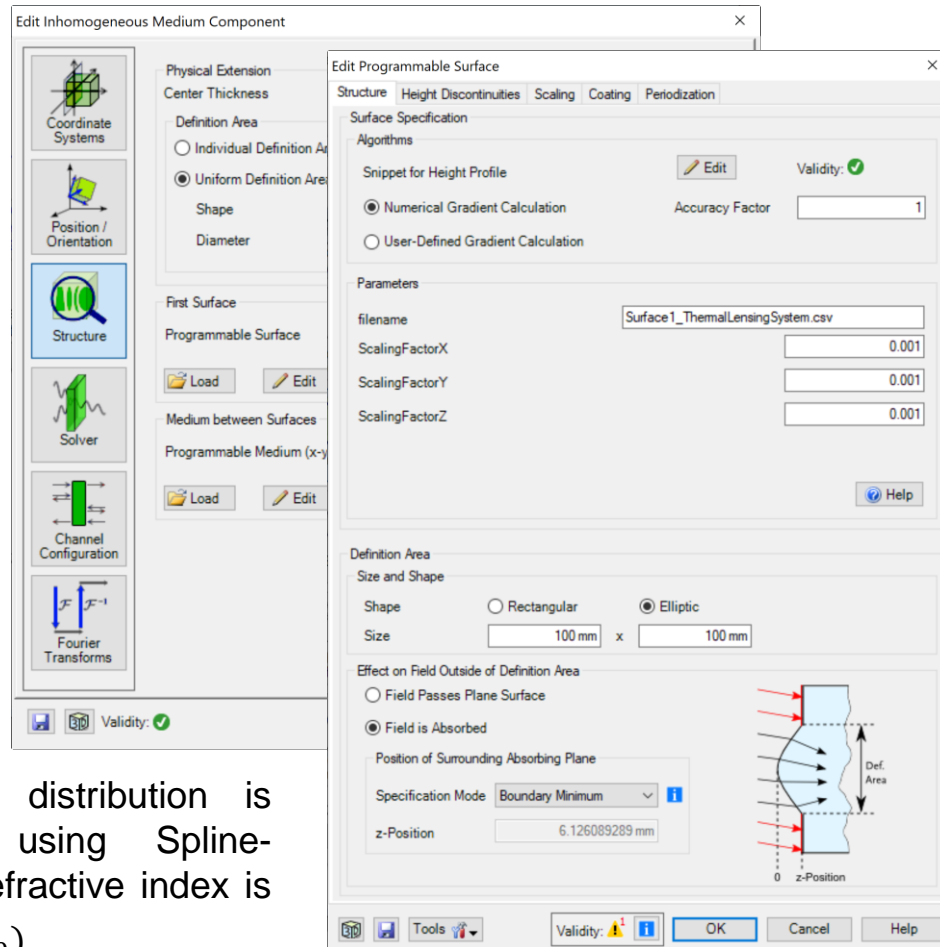 Edit Inhomogeneous Medium Component
Coordinate
Systems
Position /
Orientation
Structure
Solver
Channel
Configuration
Fourier
Transforms
Physical Extension
Center Thickness
Definition Area
Individual Definition
Uniform Definition
Shape
Diameter
First Surface
Programmable Surface
Load Edit
Medium between Surfaces
Programmable Medium
Load Edit
Validity:
Edit Programmable Surface
Structure Height Discontinuities Scaling Coating Periodization
Surface Specification
Algorithms
Snippet for Height Profile Edit Validity:
Numerical Gradient Calculation Accuracy Factor 1
User-Defined Gradient Calculation
Parameters
filename Surface1_ThermalLensingSystem.csv
ScalingFactorX 0.001
ScalingFactorY 0.001
ScalingFactorZ 0.001
Help
Definition Area
Size and Shape
Shape Rectangular Elliptic
Size 100 mm x 100 mm
Effect on Field Outside of Definition Area
Field Passes Plane Surface
Field is Absorbed
Position of Surrounding Absorbing Plane
Specification Mode Boundary Minimum
z-Position 6.126089289 mm
Def.
Area
0 z-Position
Tools Validity: 1 OK Cancel Help
distribution is
using Spline-
refractive index is